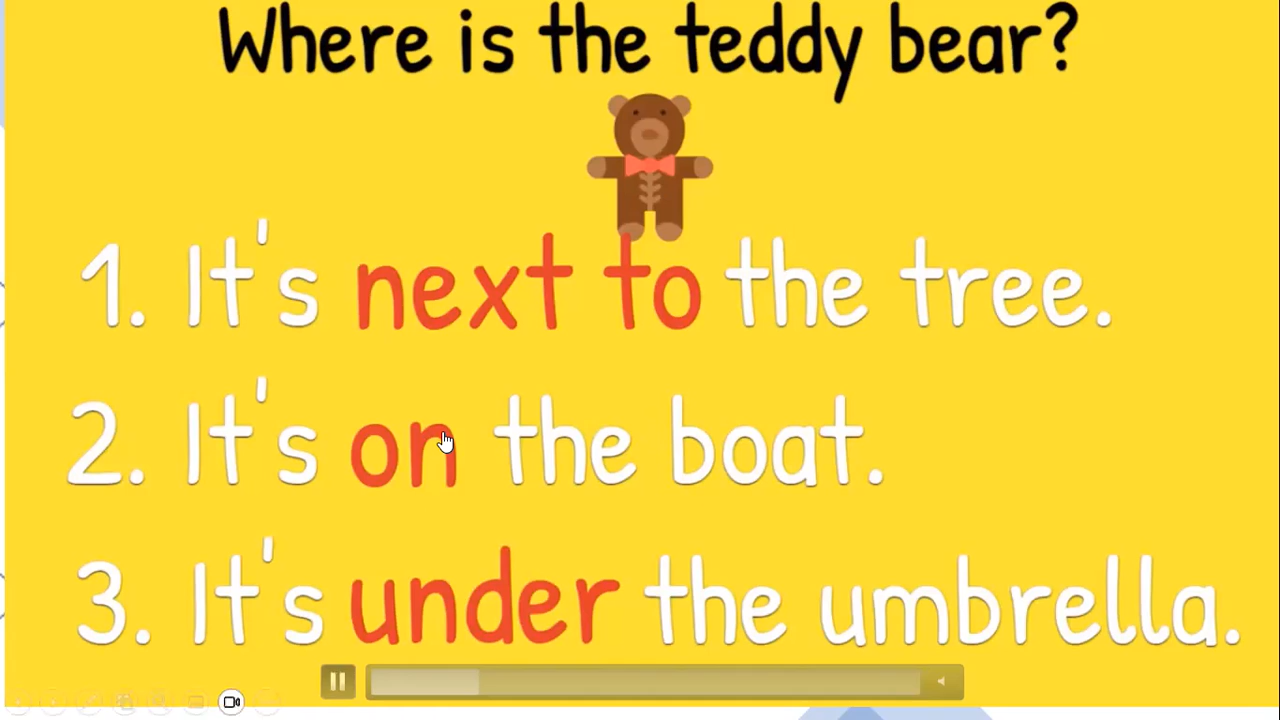 Where is the teddy bear?
1. It's next to the tree.
2. It's on the boat.
3. It's under the umbrella.